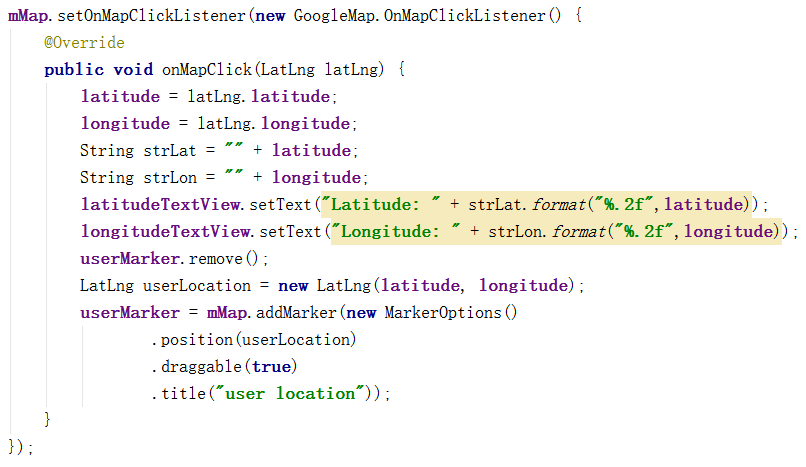 mMap.setOnMapClickListener(new GoogleMap.OnMapClickListener() {
    @Override
    public void onMapClick(LatLng latLng) {
        latitude = latLng.latitude;
        longitude = latLng.longitude;
        String strLat = "" + latitude;
        String strLon = "" + longitude;
        latitudeTextView.setText("Latitude: " + strLat.format("%.2f",latitude));
        longitudeTextView.setText("Longitude: " + strLon.format("%.2f",longitude));
        userMarker.remove();
        LatLng userLocation = new LatLng(latitude, longitude);
        userMarker = mMap.addMarker(new MarkerOptions()
                .position(userLocation)
                .draggable(true)
                .title("user location"));
    }
});